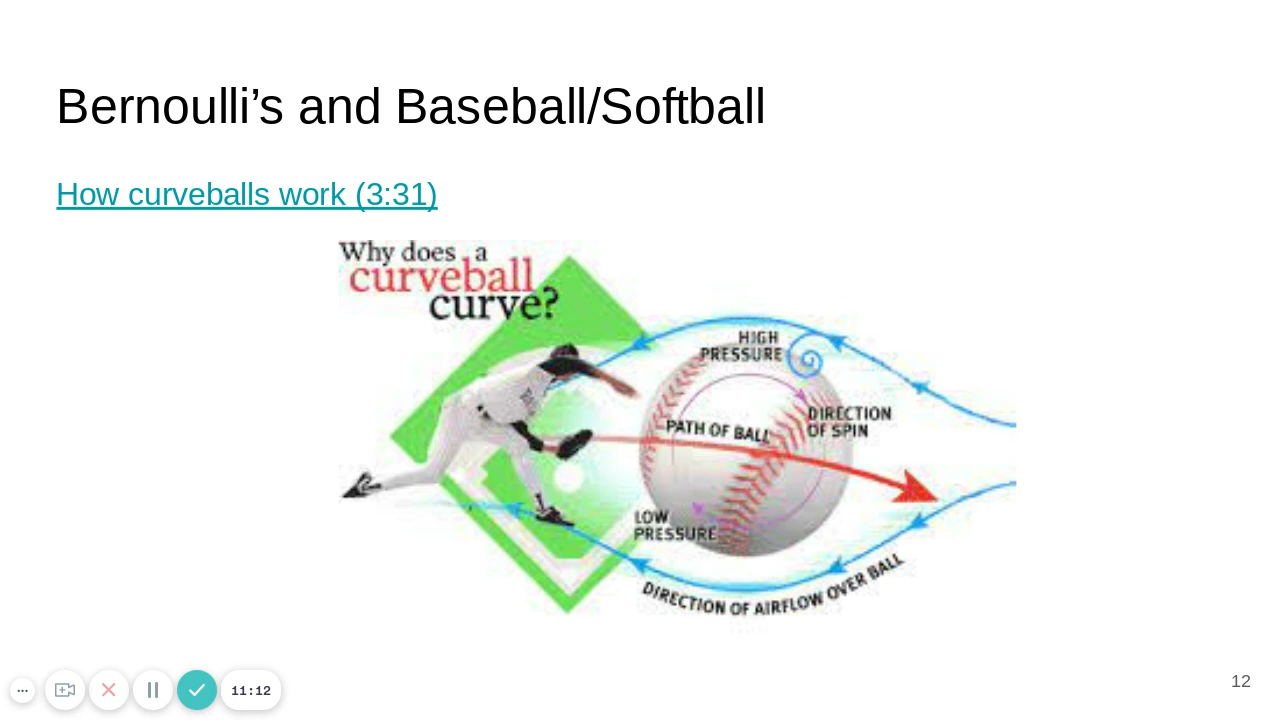 Bernoulli’s and Baseball/Softball
How curveballs work (3:31)
Why does a
curveball
curve?
HIGH
PRESSURE
DIRECTION
OF SPIN
PATH OF BALL
LOW
PRESSURE
DIRECTION OF AIRFLOW OVER BALL
11:12
12